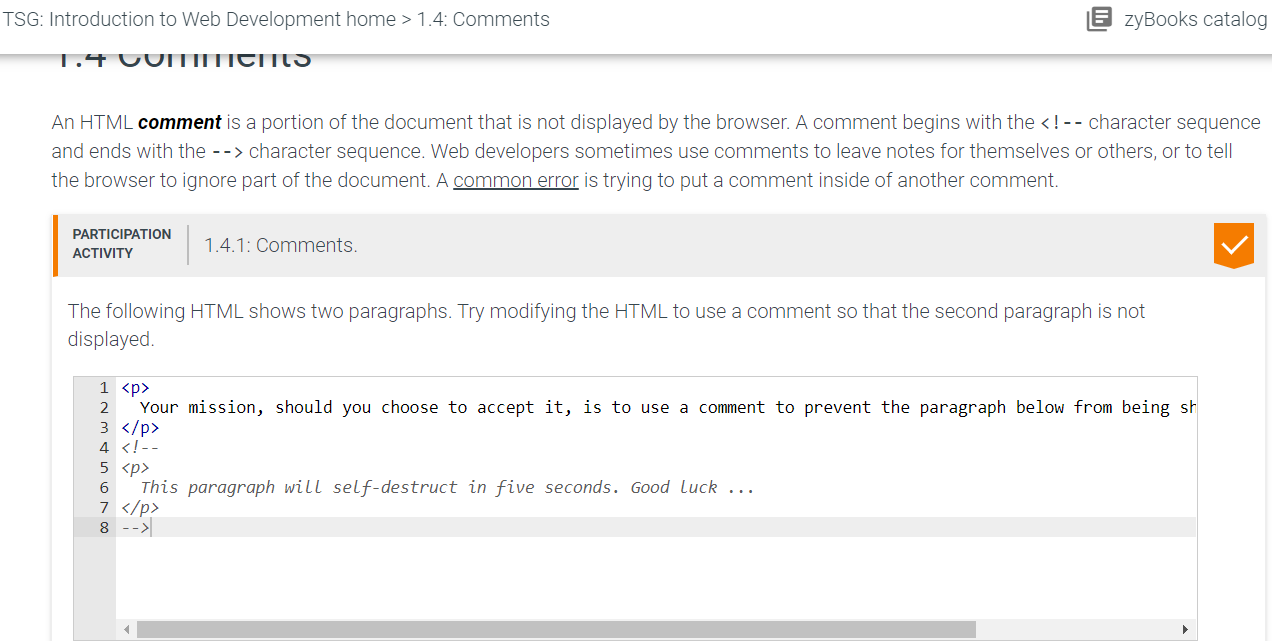 TSG: Introduction to Web Development home > 1.4: Comments
zyBooks catalog
1.4 Comments
An HTML comment is a portion of the document that is not displayed by the browser. A comment begins with the <!-- character sequence
and ends with the --> character sequence. Web developers sometimes use comments to leave notes for themselves or others, or to tell
the browser to ignore part of the document. A common error is trying to put a comment inside of another comment.
PARTICIPATION
ACTIVITY
1.4.1: Comments.
The following HTML shows two paragraphs. Try modifying the HTML to use a comment so that the second paragraph is not
displayed.
1 <p>
2   Your mission, should you choose to accept it, is to use a comment to prevent the paragraph below from being sh
3 </p>
4 <!--
5 <p>
6   This paragraph will self-destruct in five seconds. Good luck ...
7 </p>
8 -->